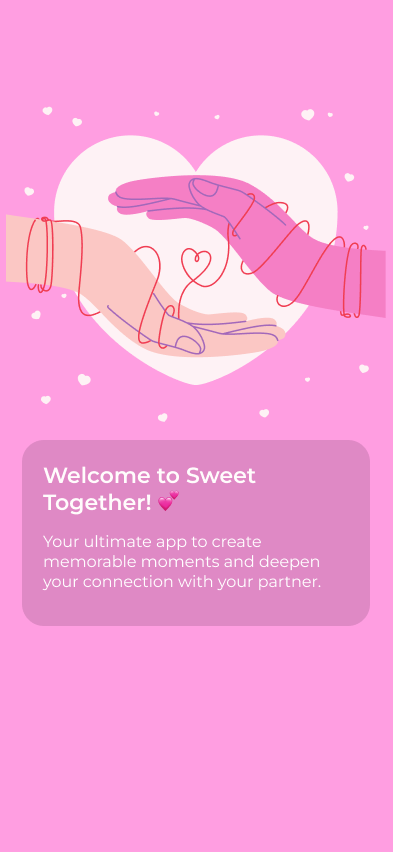 Welcome to Sweet
Together! 💕
Your ultimate app to create
memorable moments and deepen
your connection with your partner.